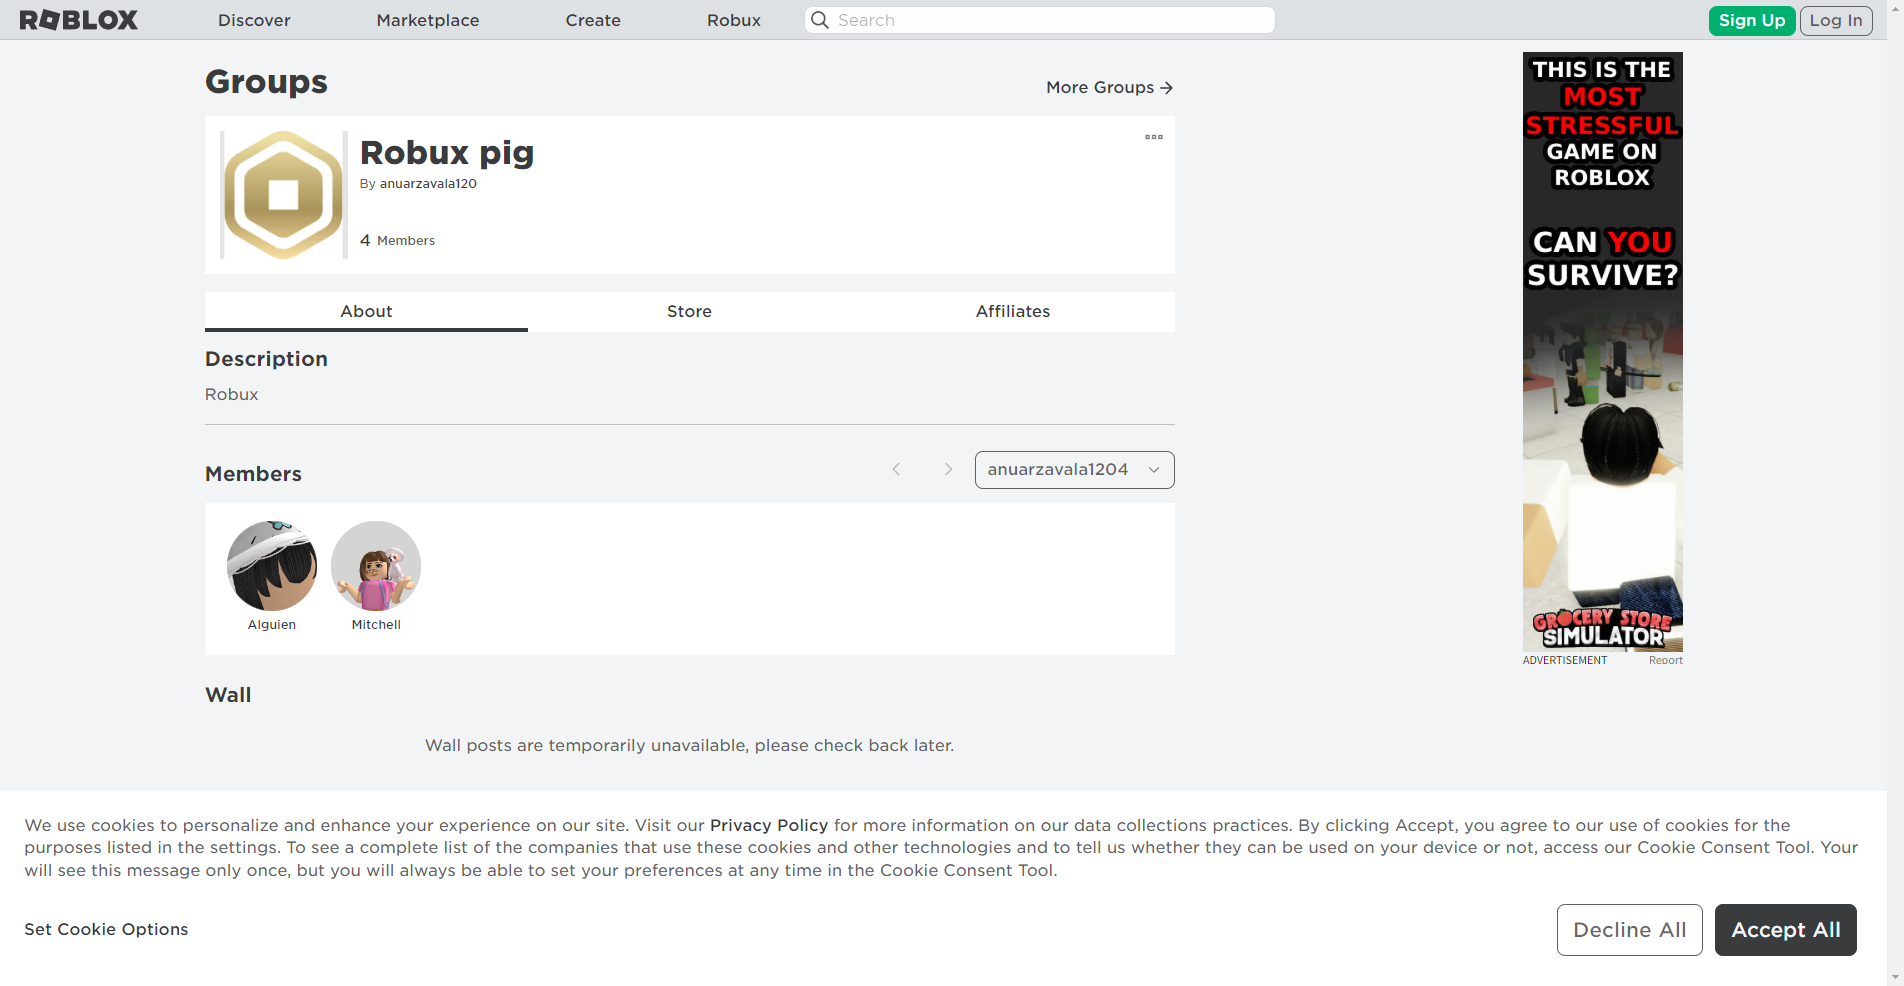 ROBLOX
Discover
Marketplace
Create
Robux
Search
Sign Up
Log In
Groups
More Groups
Robux pig
By anuarzavala120
4 Members
About
Store
Affiliates
Description
Robux
Members
anuarzavala1204
Alguien
Mitchell
Wall
Wall posts are temporarily unavailable, please check back later.
THIS IS THE
MOST
STRESSFUL
GAME ON
ROBLOX
CAN YOU
SURVIVE?
GROCERY STORE
SIMULATOR
ADVERTISEMENT
Report
We use cookies to personalize and enhance your experience on our site. Visit our Privacy Policy for more information on our data collections practices. By clicking Accept, you agree to our use of cookies for the
purposes listed in the settings. To see a complete list of the companies that use these cookies and other technologies and to tell us whether they can be used on your device or not, access our Cookie Consent Tool. Your
will see this message only once, but you will always be able to set your preferences at any time in the Cookie Consent Tool.
Set Cookie Options
Decline All
Accept All